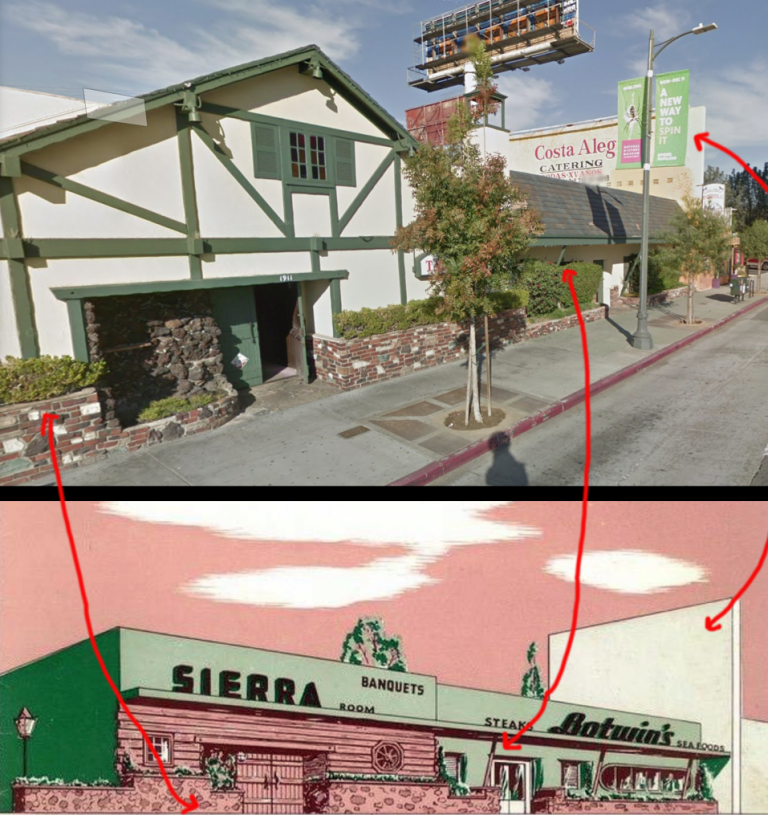 Costa Aleg
CATERING
A
NEW
WAY
TO
SPIN
IT
1911
SIERRA
ROOM
BANQUETS
STEAKS
Botwin's
SEA FOODS